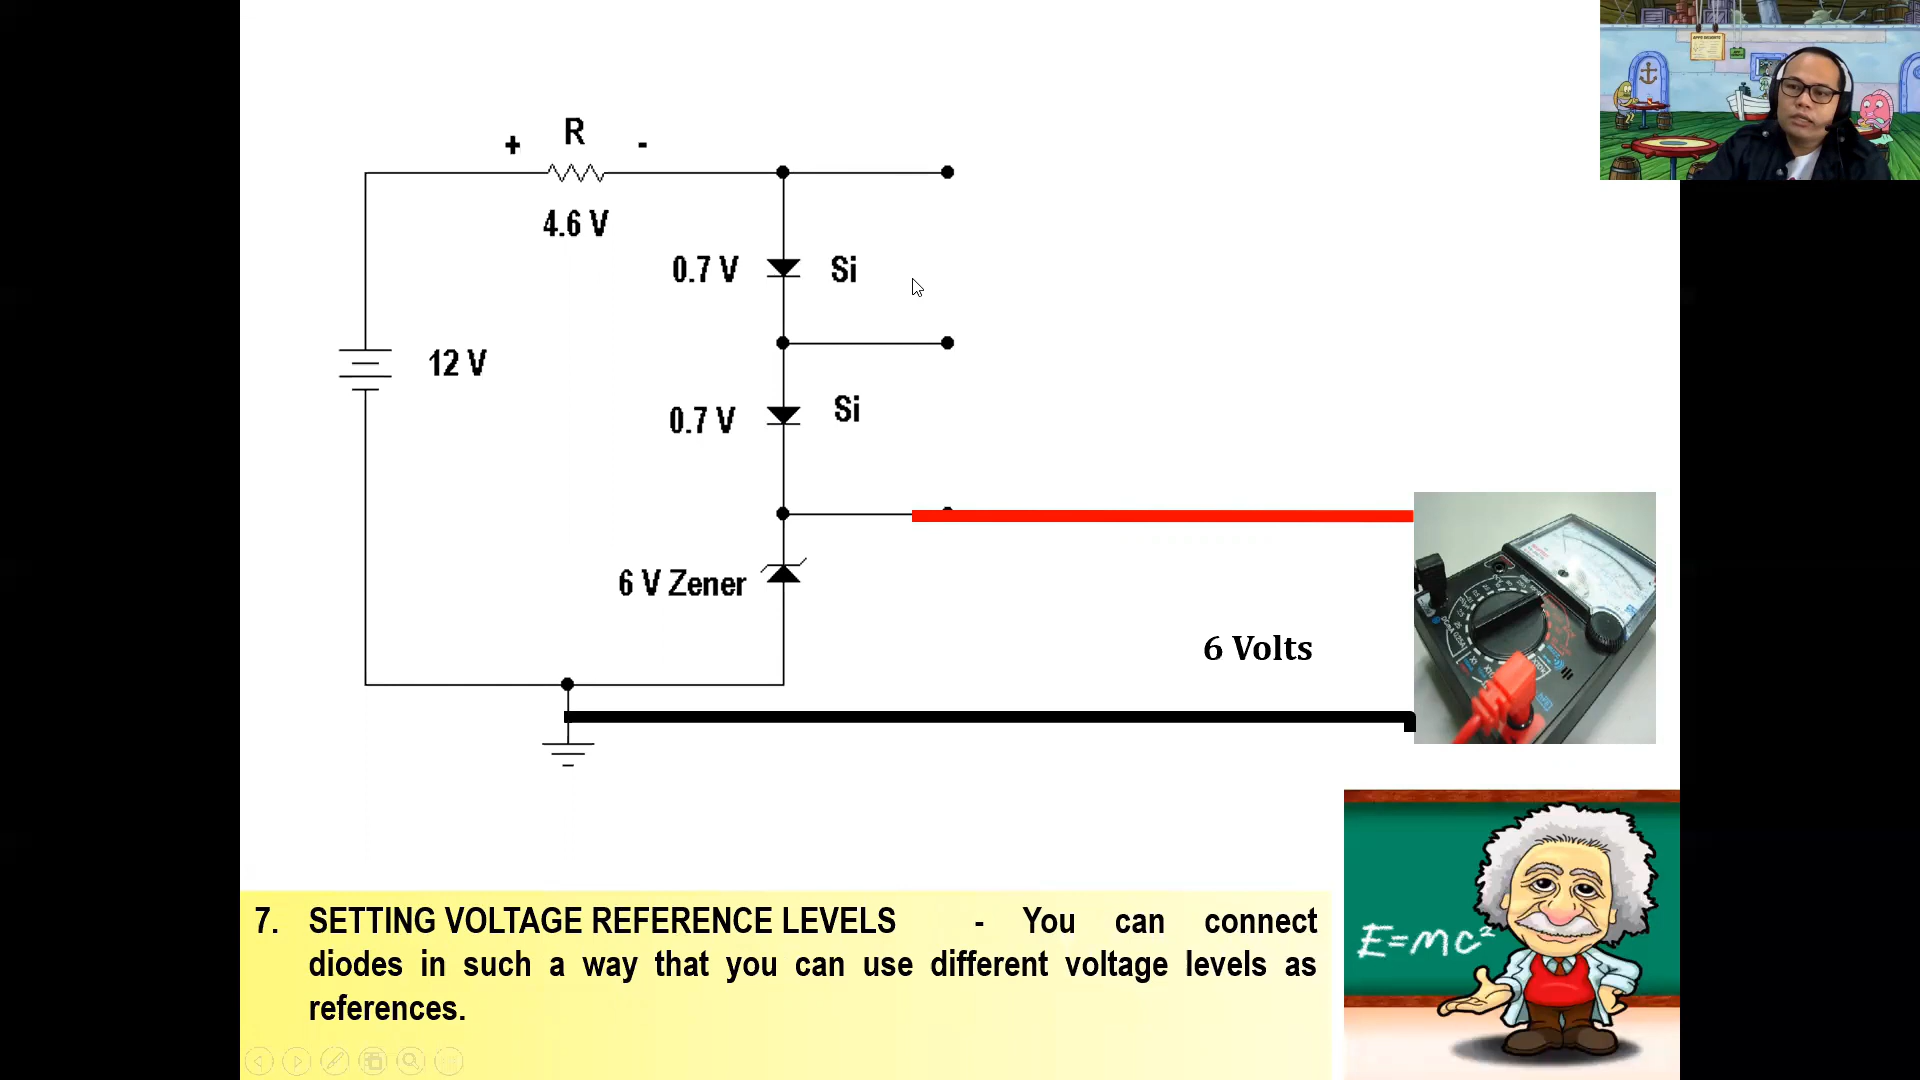 + R -
4.6 V
0.7 V Si
12 V
0.7 V Si
6 V Zener
6 Volts
E=mc²
7. SETTING VOLTAGE REFERENCE LEVELS - You can connect
diodes in such a way that you can use different voltage levels as
references.